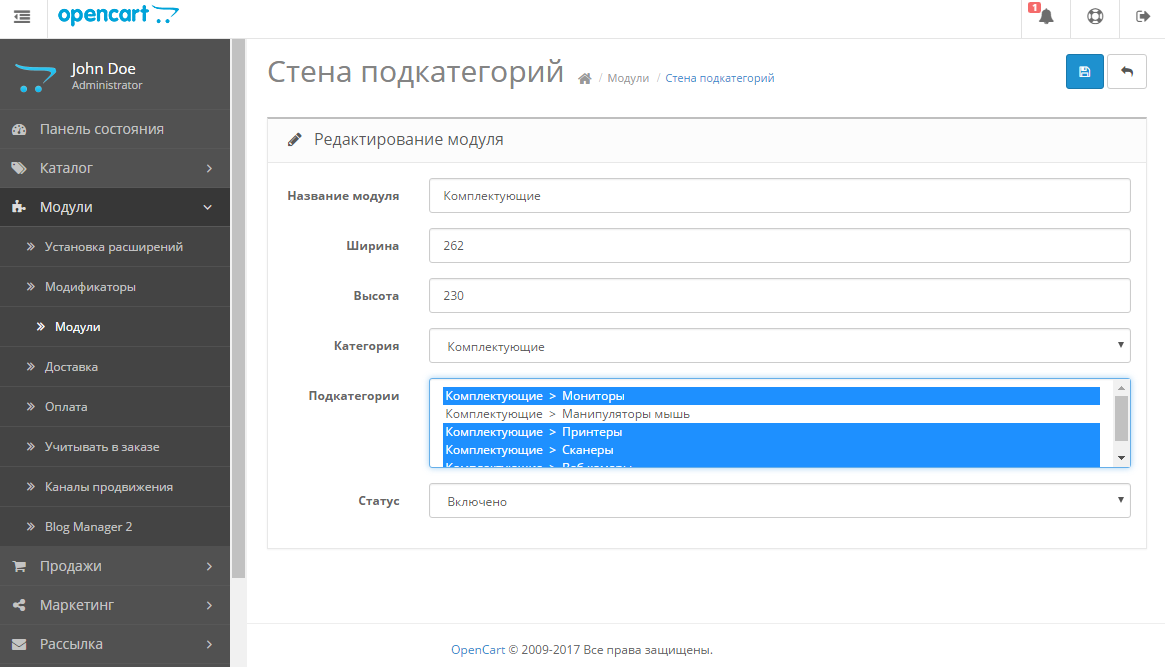 opencart
1
John Doe
Administrator
Панель состояния
Каталог
Модули
Установка расширений
Модификаторы
Модули
Доставка
Оплата
Учитывать в заказе
Каналы продвижения
Blog Manager 2
Продажи
Маркетинг
Рассылка
Стена подкатегорий / Модули / Стена подкатегорий
Редактирование модуля
Название модуля Комплектующие
Ширина 262
Высота 230
Категория Комплектующие
Подкатегории Комплектующие > Мониторы
Комплектующие > Манипуляторы мышь
Комплектующие > Принтеры
Комплектующие > Сканеры
Комплектующие > Веб камеры
Статус Включено
OpenCart © 2009-2017 Все права защищены.